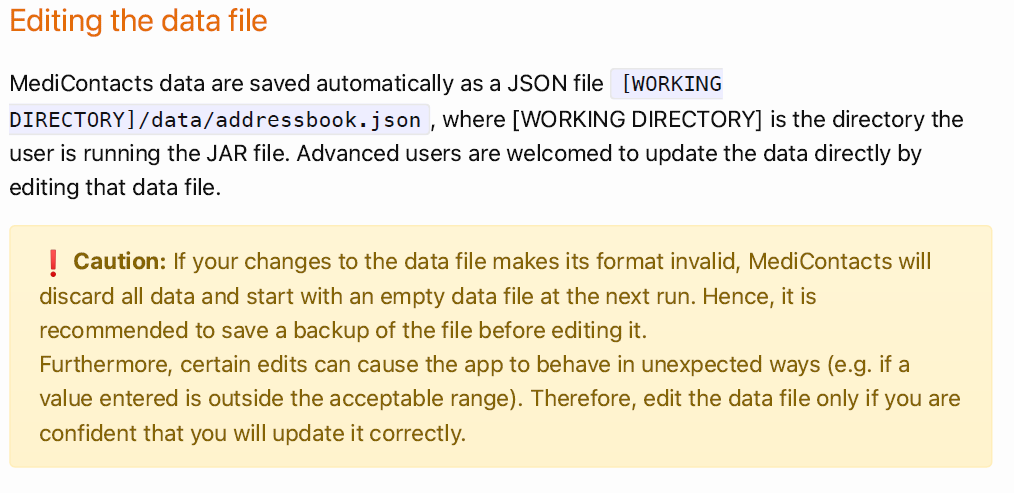 Editing the data file
MediContacts data are saved automatically as a JSON file [WORKING
DIRECTORY]/data/addressbook.json , where [WORKING DIRECTORY] is the directory the
user is running the JAR file. Advanced users are welcomed to update the data directly by
editing that data file.
❗ Caution: If your changes to the data file makes its format invalid, MediContacts will
discard all data and start with an empty data file at the next run. Hence, it is
recommended to save a backup of the file before editing it.
Furthermore, certain edits can cause the app to behave in unexpected ways (e.g. if a
value entered is outside the acceptable range). Therefore, edit the data file only if you are
confident that you will update it correctly.